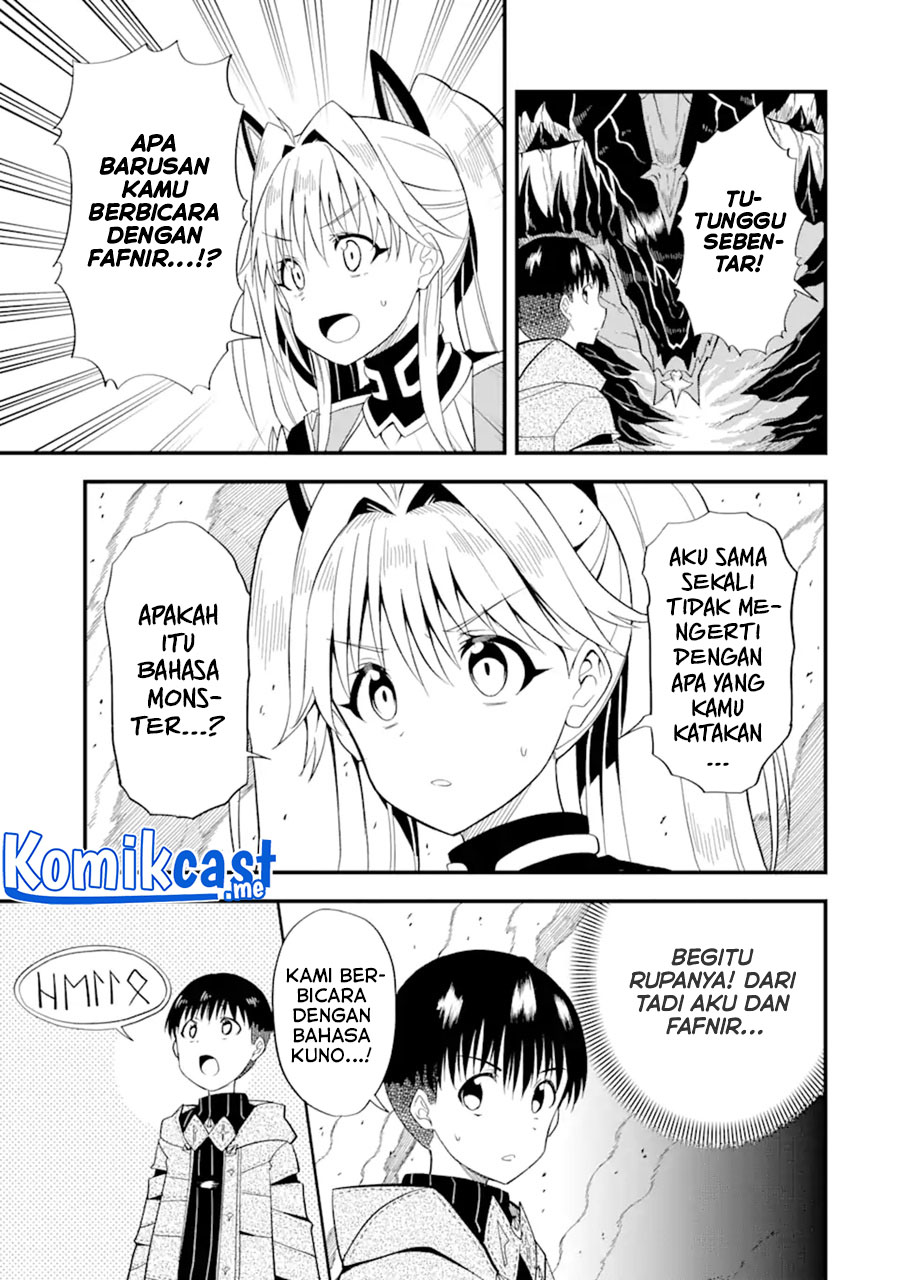 TU-
TUNGGU
SEBEN-
TAR!
APA
BARUSAN
KAMU
BERBICARA
DENGAN
FAFNIR...!?
AKU SAMA
SEKALI
TIDAK ME-
NGERTI
DENGAN
APA YANG
KAMU
KATAKAN
...
APAKAH
ITU
BAHASA
MONS-
TER...?
Komikcast
.me
BEGITU
RUPANYA! DARI
TADI AKU DAN
FAFNIR...
KAMI BER-
BICARA
DENGAN
BAHASA
KUNO...!
ᚺᛖᛚᛚᛟ